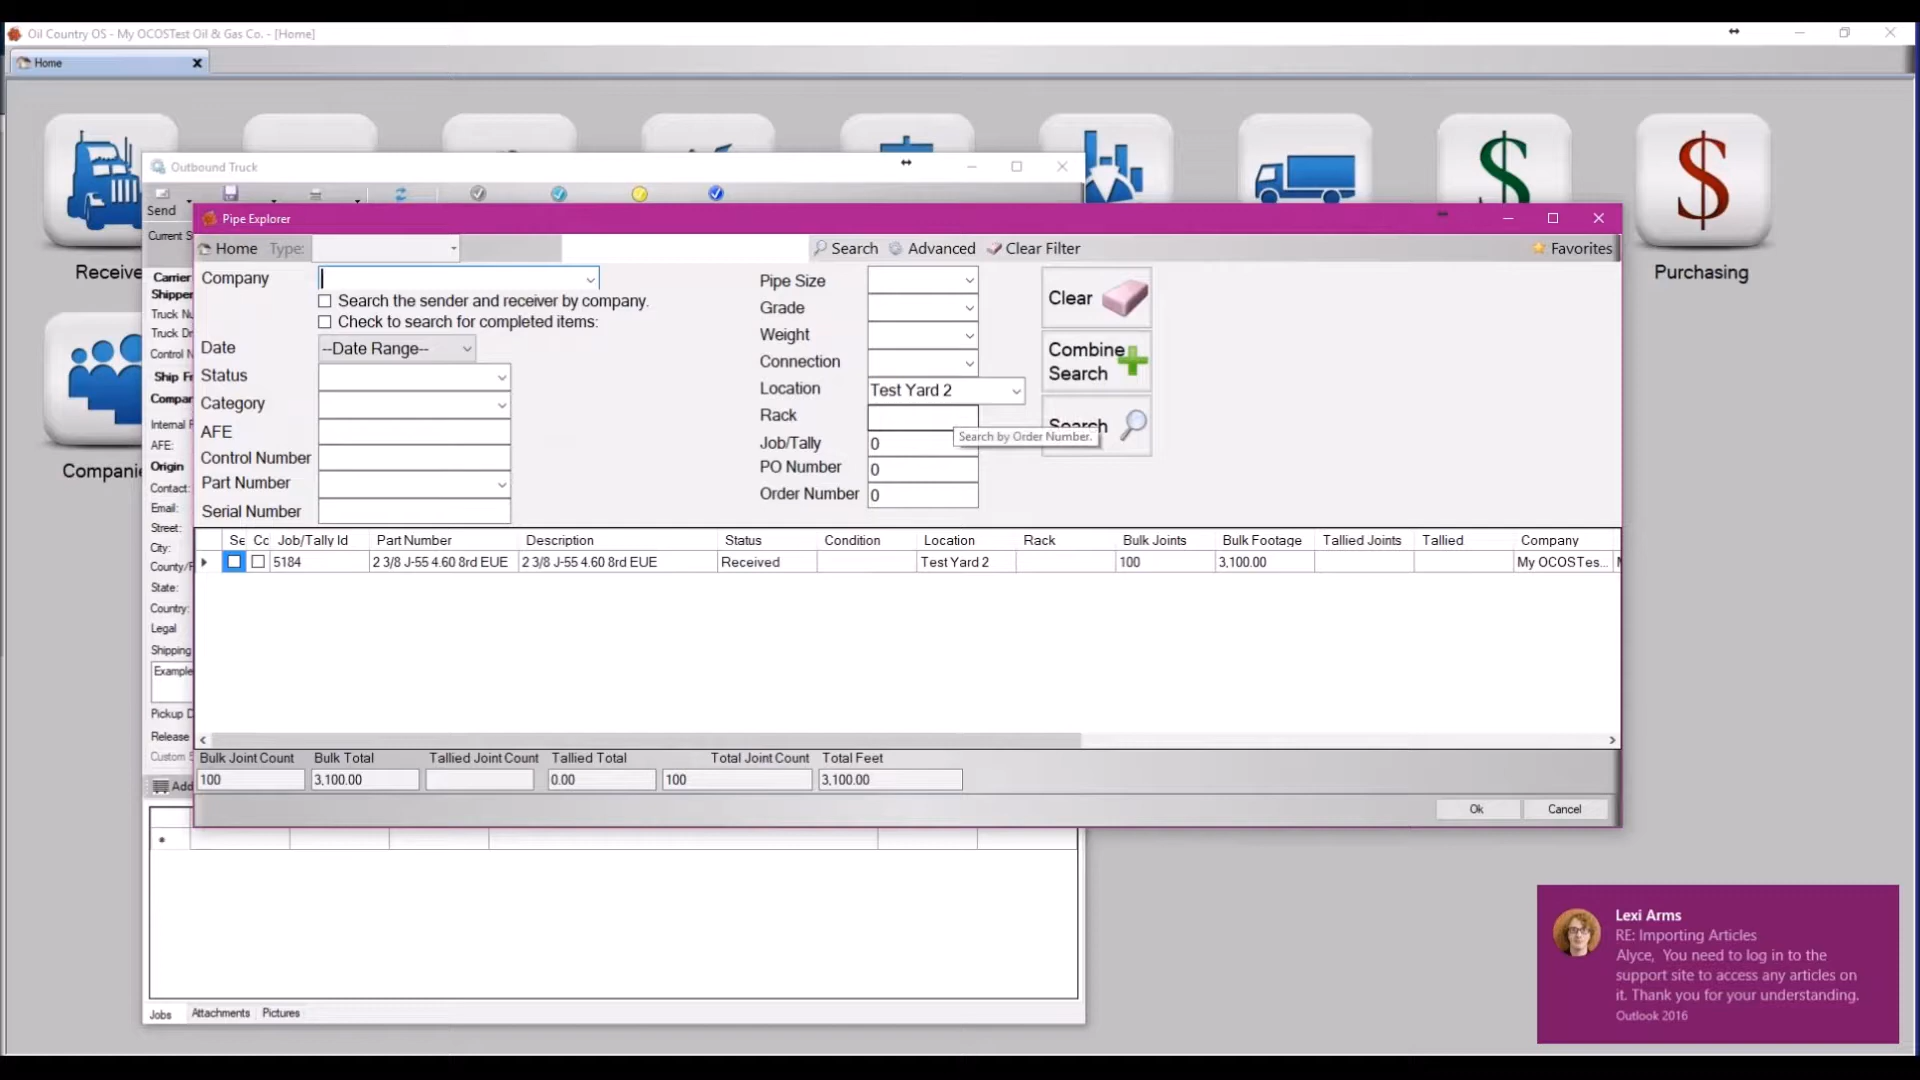 Oil Country OS - My OCOSTest Oil & Gas Co. - [Home]
Home
Outbound Truck
Send
Current S
Receive
Purchasing
Companie
Carrier
Shipper
Truck Nu
Truck Dr
Control N
Ship Fr
Compar
Internal F
AFE:
Origin
Contact:
Email:
Street:
City:
County/F
State:
Country:
Legal
Shipping
Example
Pickup D
Release
Custom S
Add
Pipe Explorer
Home Type: Search Advanced Clear Filter Favorites
Company
Search the sender and receiver by company.
Check to search for completed items:
Date --Date Range--
Status
Category
AFE
Control Number
Part Number
Serial Number
Pipe Size
Grade
Weight
Connection
Location Test Yard 2
Rack
Job/Tally 0
PO Number 0
Order Number 0
Clear
Combine
Search
Search
Search by Order Number.
Se Cc Job/Tally Id Part Number Description Status Condition Location Rack Bulk Joints Bulk Footage Tallied Joints Tallied Company
5184 2 3/8 J-55 4.60 8rd EUE 2 3/8 J-55 4.60 8rd EUE Received Test Yard 2 100 3,100.00 My OCOSTes...
Bulk Joint Count Bulk Total Tallied Joint Count Tallied Total Total Joint Count Total Feet
100 3,100.00 0.00 100 3,100.00
Ok Cancel
Jobs Attachments Pictures
Lexi Arms
RE: Importing Articles
Alyce, You need to log in to the
support site to access any articles on
it. Thank you for your understanding.
Outlook 2016